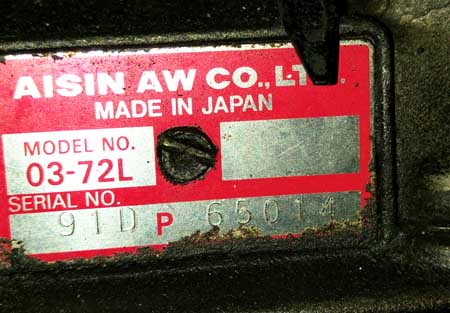 AISIN AW CO., LTD.
MADE IN JAPAN
MODEL NO.
03-72L
SERIAL NO.
91D P 65014